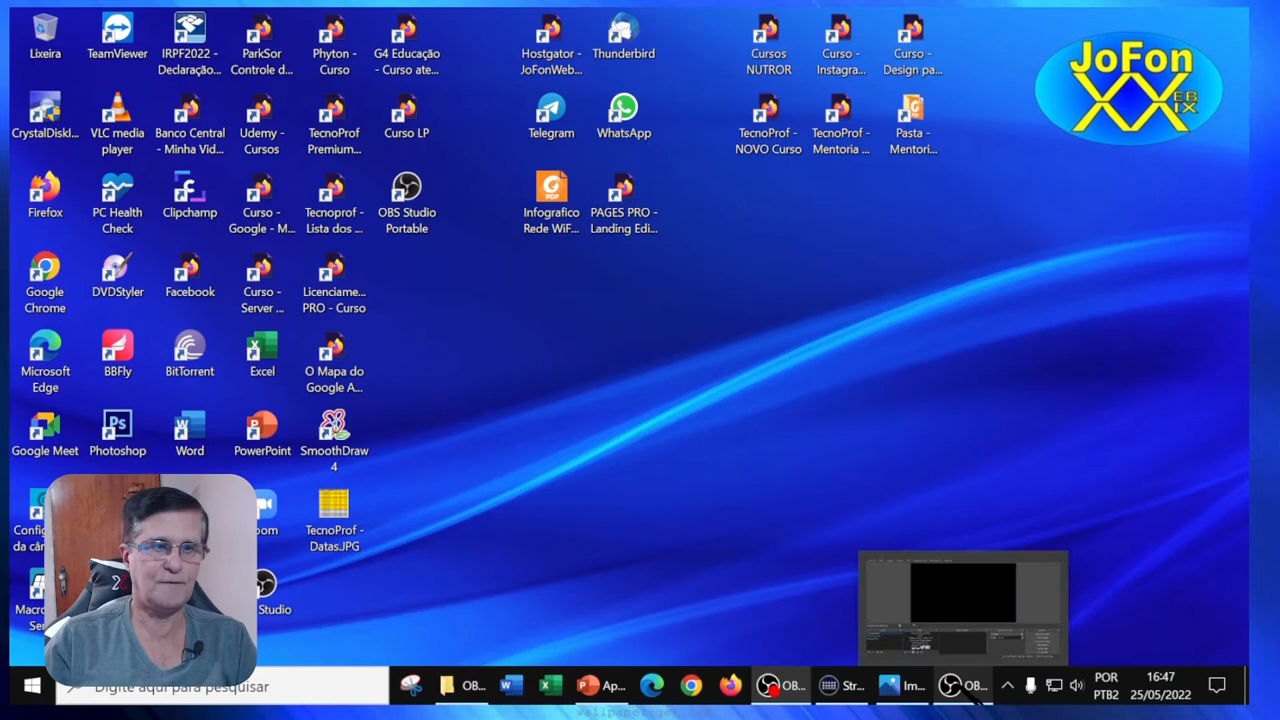 Lixeira
TeamViewer
IRPF2022 -
Declaração...
ParkSor
Controle d...
Phyton -
Curso
G4 Educação
- Curso ate...
Hostgator -
JoFonWeb...
Thunderbird
Cursos
NUTROR
Curso -
Instagra...
Curso -
Design pa...
JoFon
EB
IX
CrystalDiskI...
VLC media
player
Banco Central
- Minha Vid...
Udemy -
Cursos
TecnoProf
Premium...
Curso LP
Telegram
WhatsApp
TecnoProf -
NOVO Curso
TecnoProf -
Mentoria ...
Pasta -
Mentori...
Firefox
PC Health
Check
Clipchamp
Curso -
Google - M...
Tecnoprof -
Lista dos ...
OBS Studio
Portable
PDF
Infografico
Rede WiF...
PAGES PRO -
Landing Edi...
Google
Chrome
DVDStyler
Facebook
Curso -
Server ...
Licenciame...
PRO - Curso
Microsoft
Edge
BBFly
BitTorrent
Excel
O Mapa do
Google A...
Google Meet
Ps
Photoshop
Word
PowerPoint
SmoothDraw
4
Config
da câr
oom
TecnoProf -
Datas.JPG
Macro
Se
Studio
Digite aqui para pesquisar
OB...
Ap...
OB...
Str...
Im...
OB...
POR
PTB2
16:47
25/05/2022